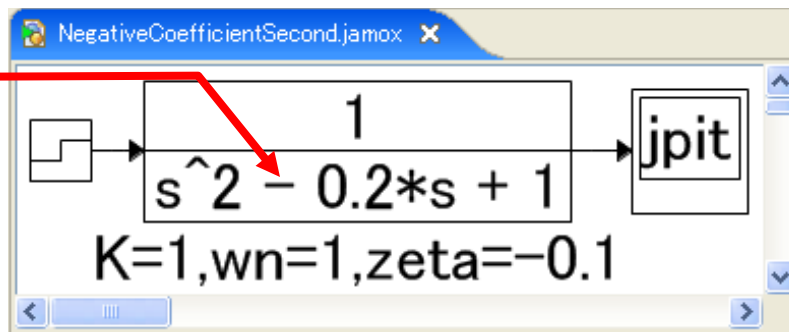 NegativeCoefficientSecond.jamox
1
s^2 - 0.2*s + 1
jpit
K=1,wn=1,zeta=-0.1